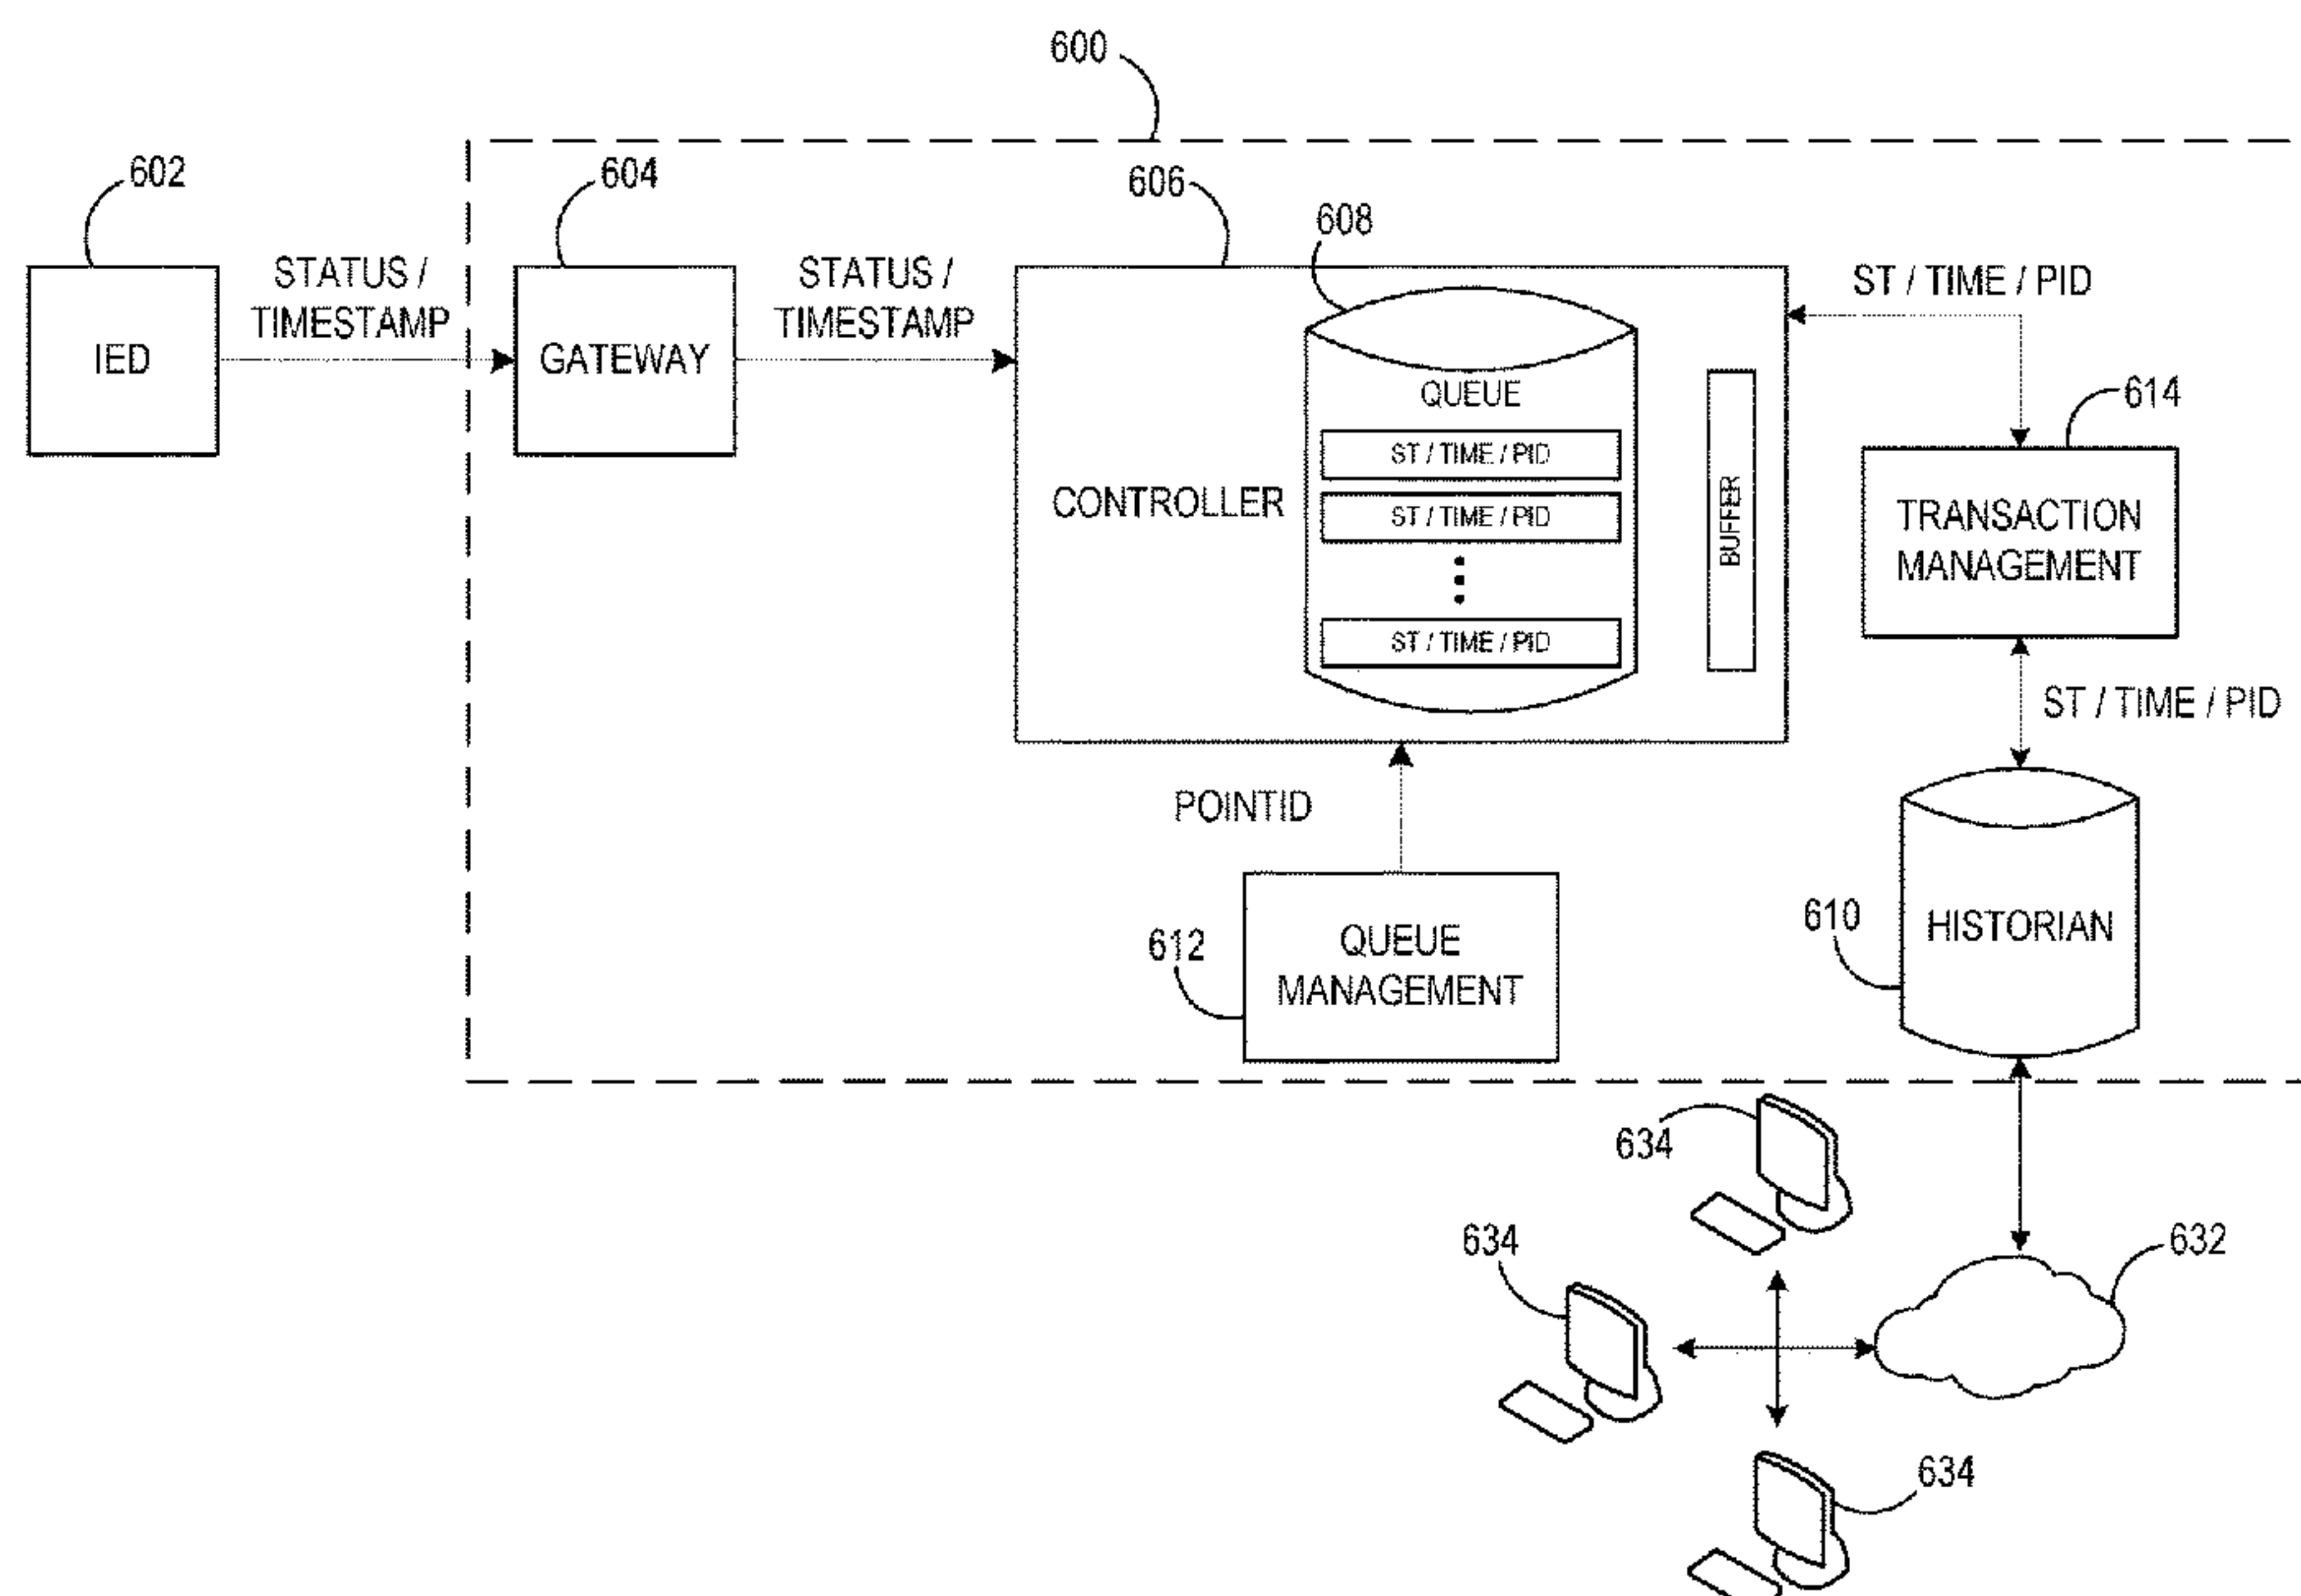 600
602
604
606
608
STATUS /
TIMESTAMP
STATUS /
TIMESTAMP
ST / TIME / PID
IED
GATEWAY
CONTROLLER
QUEUE
ST / TIME / PID
ST / TIME / PID
ST / TIME / PID
BUFFER
614
TRANSACTION
MANAGEMENT
ST / TIME / PID
POINTID
612
QUEUE
MANAGEMENT
610
HISTORIAN
634
634
632
634